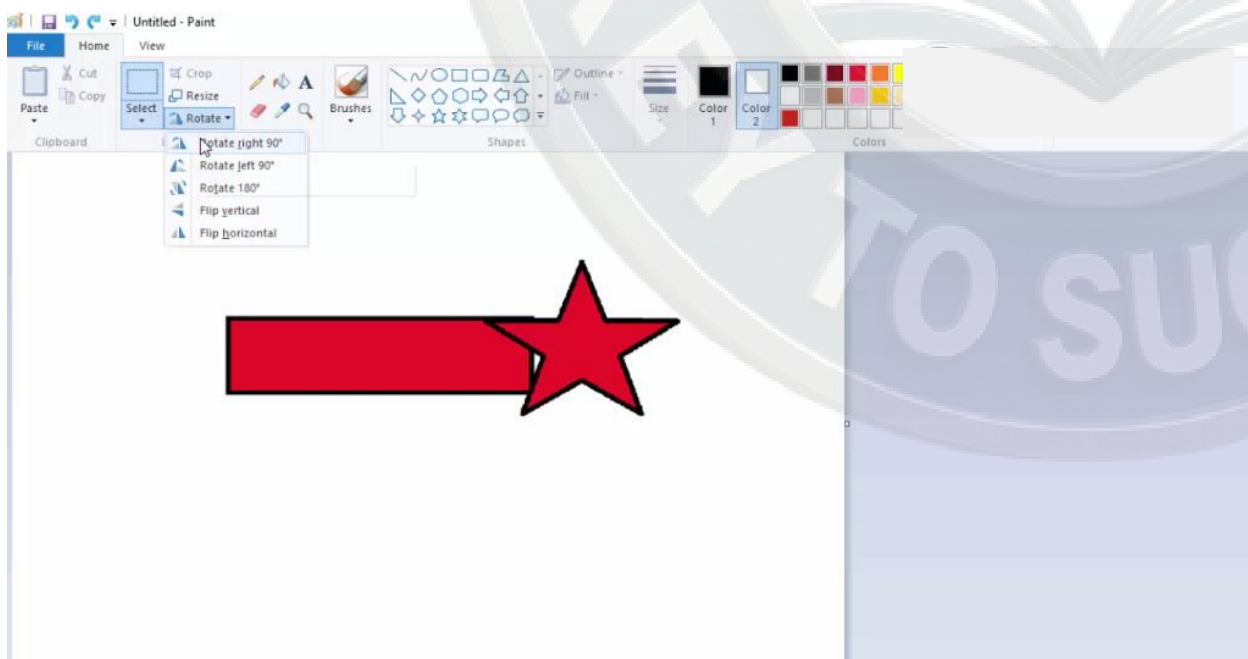 Untitled - Paint
File Home View
Paste
Cut
Copy
Clipboard
Select
Crop
Resize
Rotate
A
Brushes
Shapes
Outline
Fill
Size
Color 1
Color 2
Colors
Rotate right 90°
Rotate left 90°
Rotate 180°
Flip vertical
Flip horizontal
TO SUC